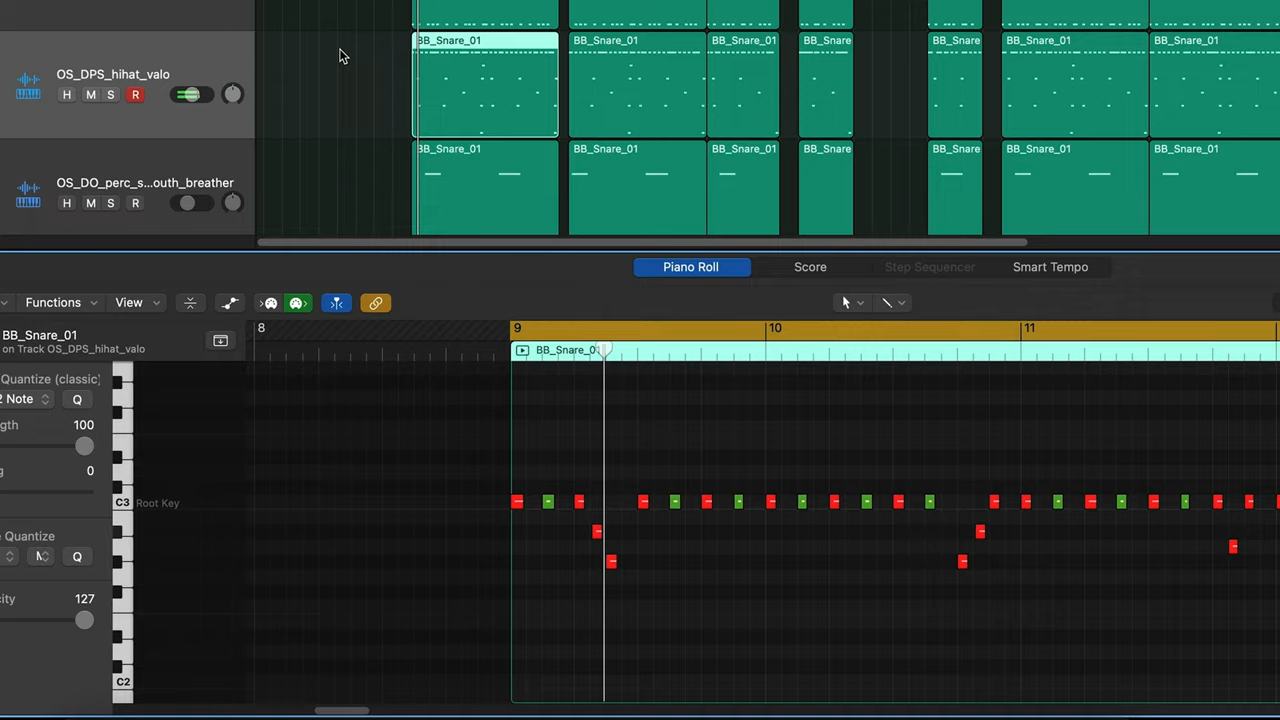 BB_Snare_01 BB_Snare_01 BB_Snare_01 BB_Snare BB_Snare BB_Snare_01 BB_Snare_01
OS_DPS_hihat_valo
H M S R
BB_Snare_01 BB_Snare_01 BB_Snare_01 BB_Snare BB_Snare BB_Snare_01 BB_Snare_01
OS_DO_perc_s...outh_breather
H M S R
Piano Roll Score Step Sequencer Smart Tempo
Functions View
8 9 10 11
BB_Snare_01
on Track OS_DPS_hihat_valo
BB_Snare_0
Quantize (classic)
2 Note Q
gth 100
g 0
C3 Root Key
e Quantize
Q
city 127
C2